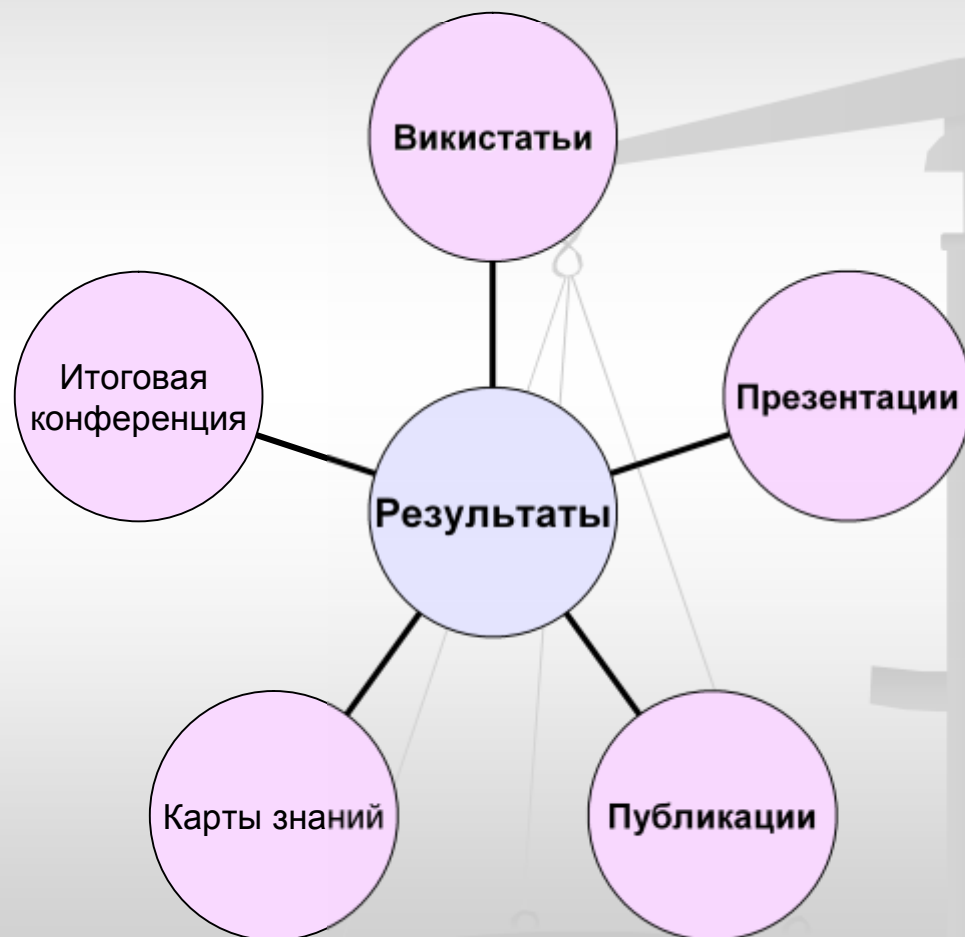 Викистатьи
Итоговая
конференция
Презентации
Результаты
Карты знаний
Публикации